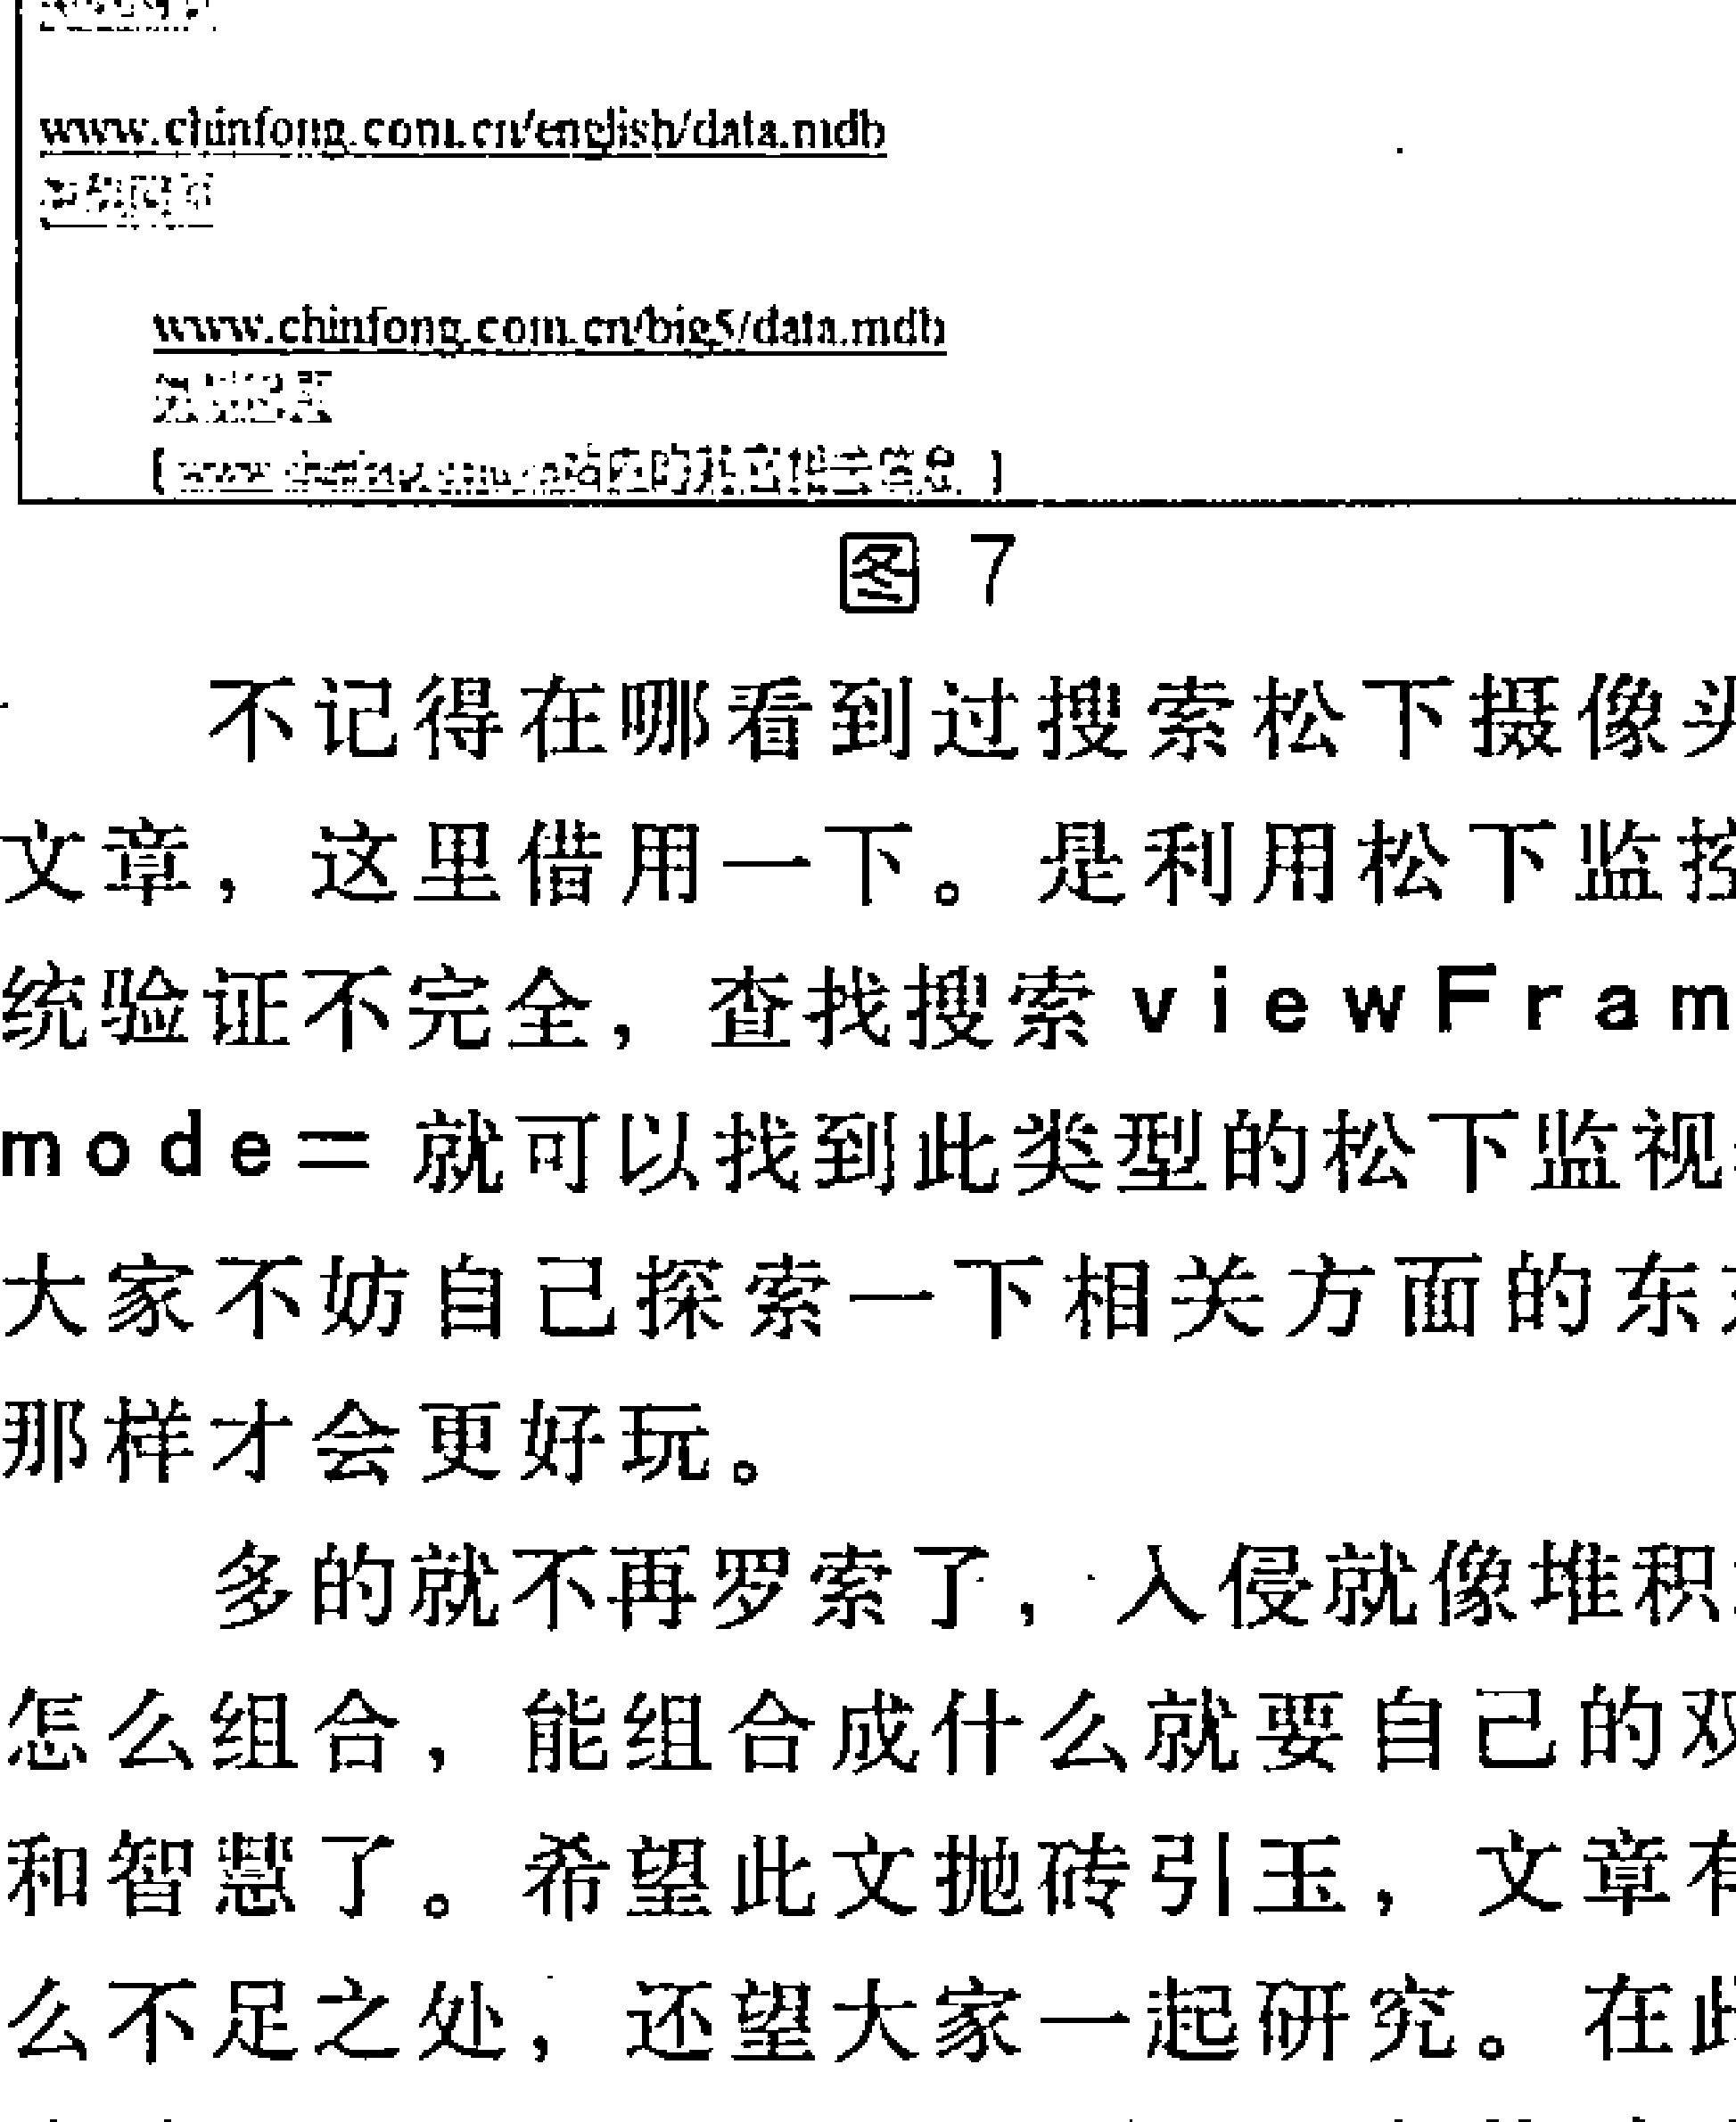 www.chinfong.com.cn/english/data.mdb
www.chinfong.com.cn/big5/data.mdb
图 7
不记得在哪看到过搜索松下摄像头
文章，这里借用一下。是利用松下监控
统验证不完全，查找搜索viewFram
mode＝就可以找到此类型的松下监视
大家不妨自己探索一下相关方面的东
那样才会更好玩。
多的就不再罗索了，入侵就像堆积
怎么组合，能组合成什么就要自己的双
和智慧了。希望此文抛砖引玉，文章有
么不足之处，还望大家一起研究。在此